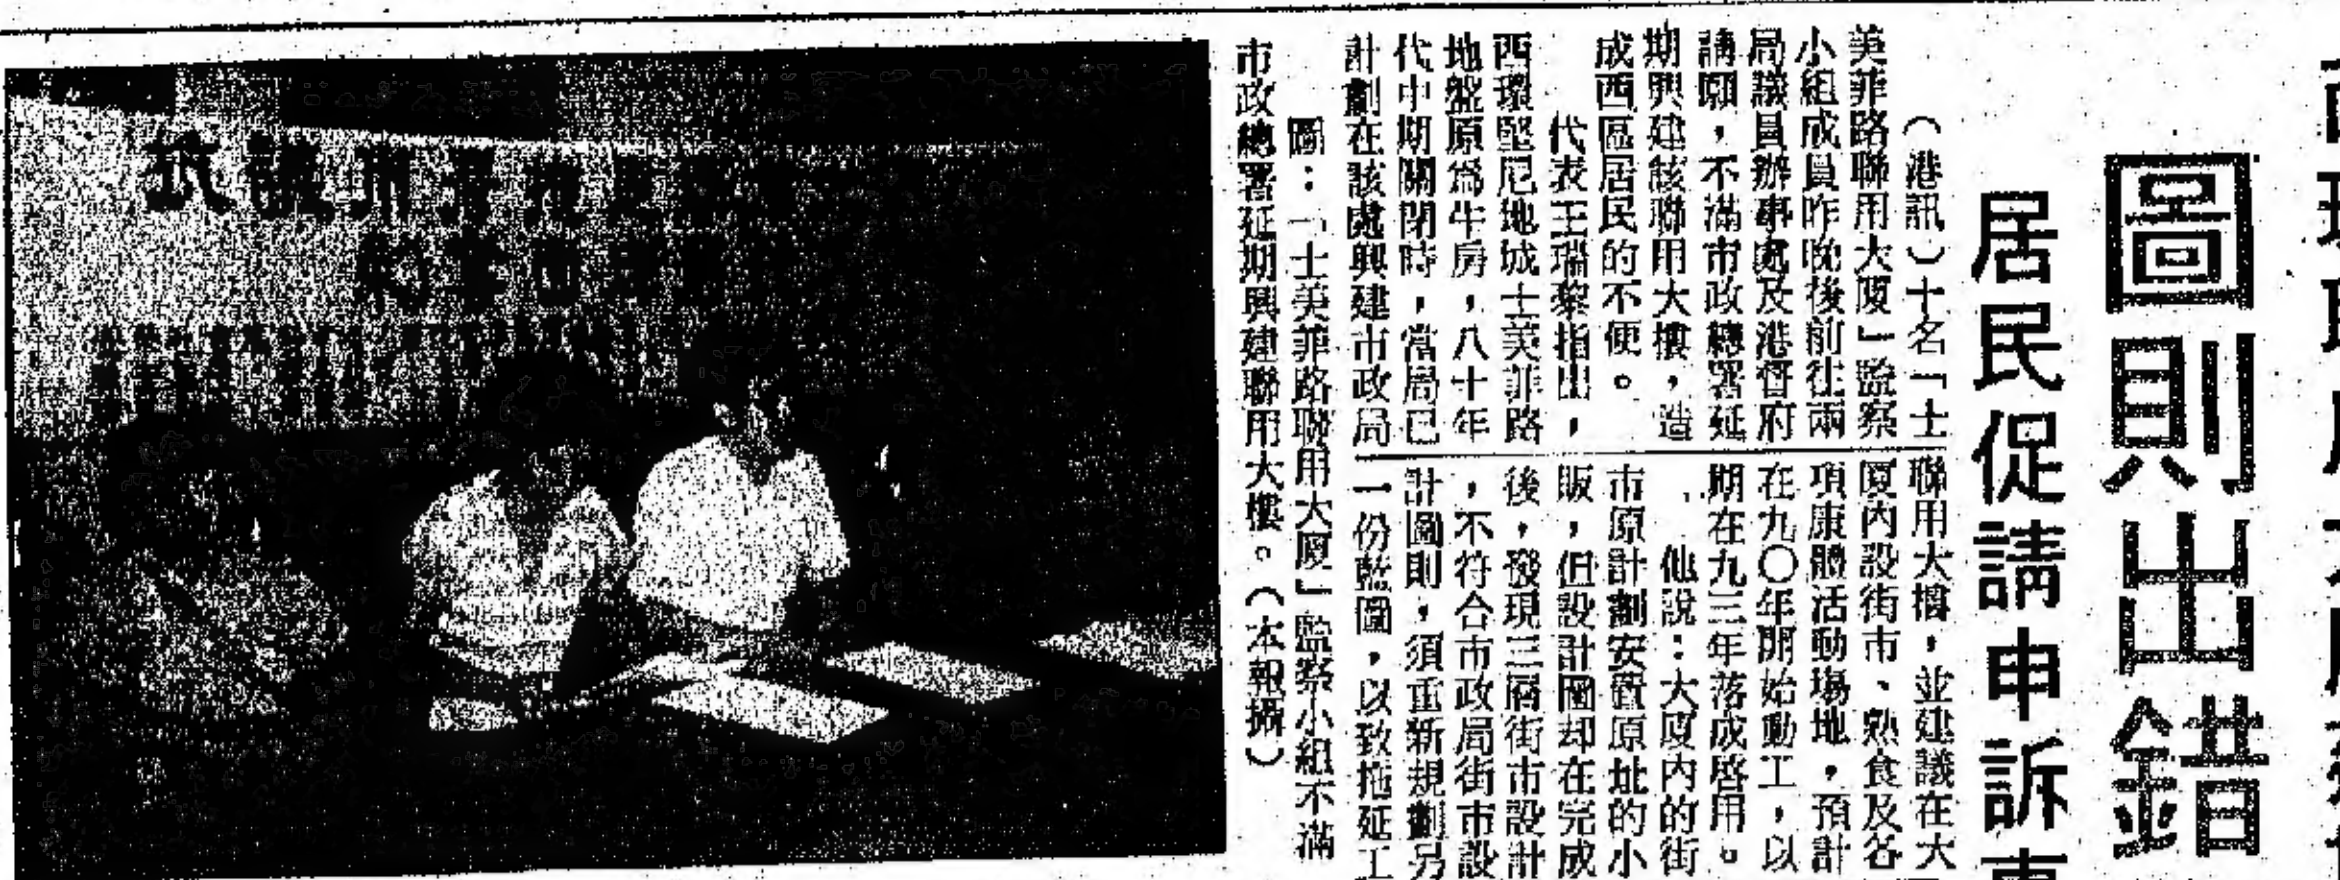 圖則出錯
居民促請申訴
（港訊）十名「士
美菲路聯用大廈」監察
小組成員昨晚後前往兩
局議員辦事處及港督府
請願，不滿市政總署延
期興建該聯用大樓，造
成西區居民的不便。
代表王瑞黎指出，
西環堅尼地城士美菲路
地盤原爲牛房，八十年
代中期關閉時，當局已
計劃在該處興建市政局
聯用大樓，並建議在大
廈內設街市、熟食及各
項康體活動場地，預計
在九〇年開始動工，以
期在九三年落成啓用。
他說：大廈內的街
市原計劃安置原址的小
販，但設計圖却在完成
後，發現三層街市設計
，不符合市政局街市設
計圖則，須重新規劃另
一份藍圖，以致拖延工
圖：「士美菲路聯用大廈」監察小組不滿
市政總署延期興建聯用大樓。（本報攝）